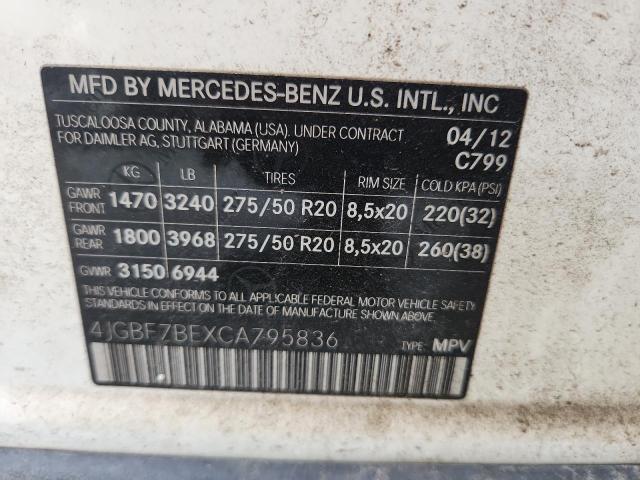 MFD BY MERCEDES-BENZ U.S. INTL., INC
TUSCALOOSA COUNTY, ALABAMA (USA). UNDER CONTRACT 04/12
FOR DAIMLER AG, STUTTGART (GERMANY) C799
KG LB TIRES RIM SIZE COLD KPA (PSI)
GAWR FRONT 1470 3240 275/50 R20 8,5x20 220(32)
GAWR REAR 1800 3968 275/50 R20 8,5x20 260(38)
GVWR 3150 6944
THIS VEHICLE CONFORMS TO ALL APPLICABLE FEDERAL MOTOR VEHICLE SAFETY
STANDARDS IN EFFECT ON THE DATE OF MANUFACTURE SHOWN ABOVE.
4JGBF7BEXCA795836 TYPE: MPV